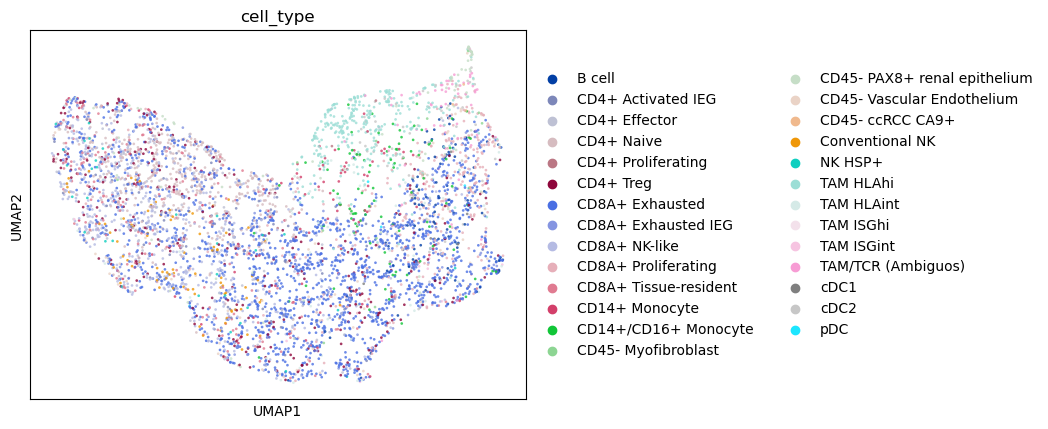 cell_type
UMAP2
UMAP1
B cell
CD4+ Activated IEG
CD4+ Effector
CD4+ Naive
CD4+ Proliferating
CD4+ Treg
CD8A+ Exhausted
CD8A+ Exhausted IEG
CD8A+ NK-like
CD8A+ Proliferating
CD8A+ Tissue-resident
CD14+ Monocyte
CD14+/CD16+ Monocyte
CD45- Myofibroblast
CD45- PAX8+ renal epithelium
CD45- Vascular Endothelium
CD45- ccRCC CA9+
Conventional NK
NK HSP+
TAM HLAhi
TAM HLAint
TAM ISGhi
TAM ISGint
TAM/TCR (Ambiguos)
cDC1
cDC2
pDC